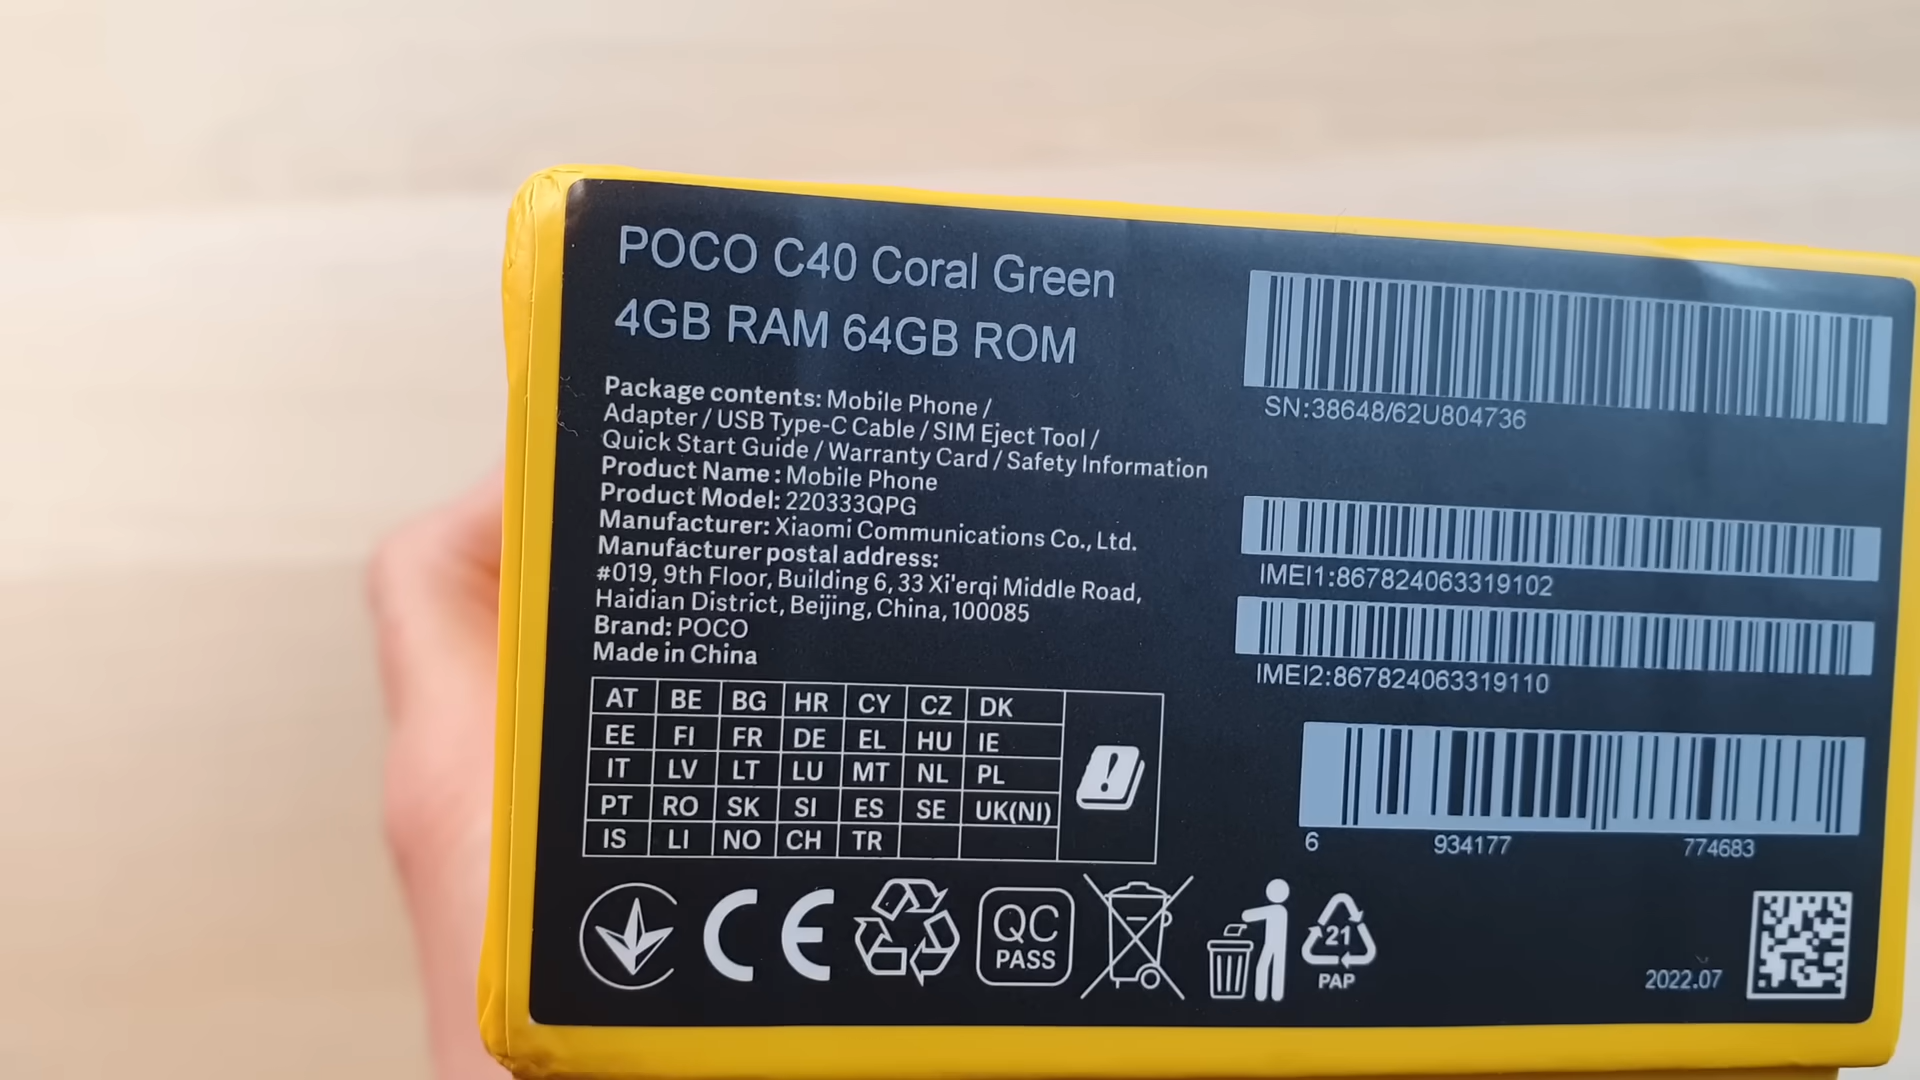 POCO C40 Coral Green
4GB RAM 64GB ROM
Package contents: Mobile Phone /
Adapter / USB Type-C Cable / SIM Eject Tool /
Quick Start Guide / Warranty Card / Safety Information
Product Name : Mobile Phone
Product Model: 220333QPG
Manufacturer: Xiaomi Communications Co., Ltd.
Manufacturer postal address:
#019, 9th Floor, Building 6, 33 Xi'erqi Middle Road,
Haidian District, Beijing, China, 100085
Brand: POCO
Made in China
AT BE BG HR CY CZ DK
EE FI FR DE EL HU IE
IT LV LT LU MT NL PL
PT RO SK SI ES SE UK(NI)
IS LI NO CH TR
CE
QC
PASS
21
PAP
SN:38648/62U804736
IMEI1:867824063319102
IMEI2:867824063319110
6 934177 774683
2022.07